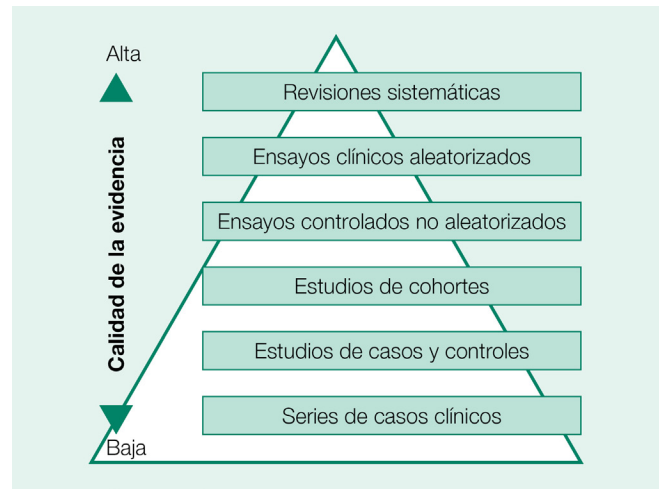 Alta
Calidad de la evidencia
Baja
Revisiones sistemáticas
Ensayos clínicos aleatorizados
Ensayos controlados no aleatorizados
Estudios de cohortes
Estudios de casos y controles
Series de casos clínicos